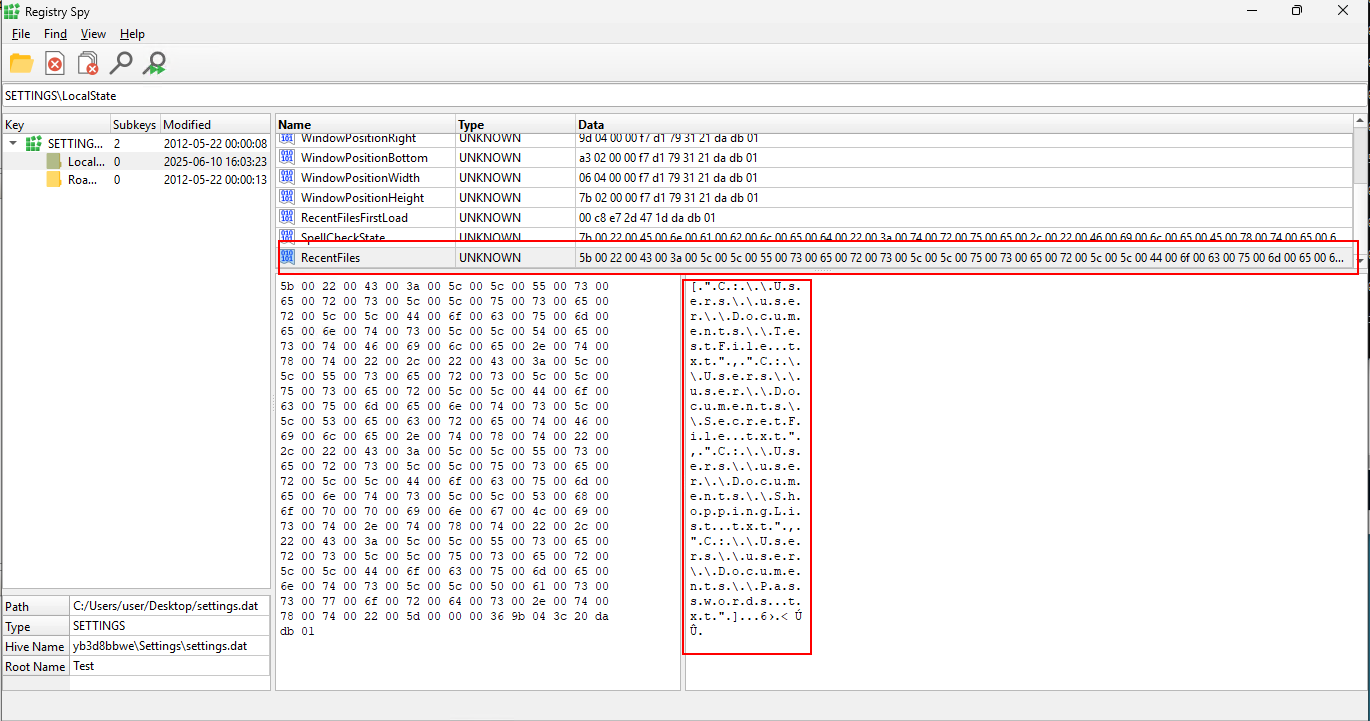 Registry Spy
File Find View Help
SETTINGS\LocalState
Key Subkeys Modified
SETTING... 2 2012-05-22 00:00:08
Local... 0 2025-06-10 16:03:23
Roa... 0 2012-05-22 00:00:13
Name Type Data
WindowPositionRight UNKNOWN 9d 04 00 00 f7 d1 79 31 21 da db 01
WindowPositionBottom UNKNOWN a3 02 00 00 f7 d1 79 31 21 da db 01
WindowPositionWidth UNKNOWN 06 04 00 00 f7 d1 79 31 21 da db 01
WindowPositionHeight UNKNOWN 7b 02 00 00 f7 d1 79 31 21 da db 01
RecentFilesFirstLoad UNKNOWN 00 c8 e7 2d 47 1d da db 01
SpellCheckState UNKNOWN 7b 00 22 00 45 00 6e 00 61 00 62 00 6c 00 65 00 64 00 22 00 3a 00 74 00 72 00 75 00 65 00 2c 00 22 00 46 00 69 00 6c 00 65 00 45 00 78 00 74 00 65 00 6...
RecentFiles UNKNOWN 5b 00 22 00 43 00 3a 00 5c 00 5c 00 55 00 73 00 65 00 72 00 73 00 5c 00 5c 00 75 00 73 00 65 00 72 00 5c 00 5c 00 44 00 6f 00 63 00 75 00 6d 00 65 00 6...
5b 00 22 00 43 00 3a 00 5c 00 5c 00 55 00 73 00 [.".C.:.\.\.U.s.
65 00 72 00 73 00 5c 00 5c 00 75 00 73 00 65 00 e.r.s.\.\.u.s.e.
72 00 5c 00 5c 00 44 00 6f 00 63 00 75 00 6d 00 r.\.\.D.o.c.u.m.
65 00 6e 00 74 00 73 00 5c 00 5c 00 54 00 65 00 e.n.t.s.\.\.T.e.
73 00 74 00 46 00 69 00 6c 00 65 00 2e 00 74 00 s.t.F.i.l.e...t.
78 00 74 00 22 00 2c 00 22 00 43 00 3a 00 5c 00 x.t.".,.".C.:.\.
5c 00 55 00 73 00 65 00 72 00 73 00 5c 00 5c 00 \.U.s.e.r.s.\.\.
75 00 73 00 65 00 72 00 5c 00 5c 00 44 00 6f 00 u.s.e.r.\.\.D.o.
63 00 75 00 6d 00 65 00 6e 00 74 00 73 00 5c 00 c.u.m.e.n.t.s.\.
5c 00 53 00 65 00 63 00 72 00 65 00 74 00 46 00 \.S.e.c.r.e.t.F.
69 00 6c 00 65 00 2e 00 74 00 78 00 74 00 22 00 i.l.e...t.x.t.".
2c 00 22 00 43 00 3a 00 5c 00 5c 00 55 00 73 00 ,.".C.:.\.\.U.s.
65 00 72 00 73 00 5c 00 5c 00 75 00 73 00 65 00 e.r.s.\.\.u.s.e.
72 00 5c 00 5c 00 44 00 6f 00 63 00 75 00 6d 00 r.\.\.D.o.c.u.m.
65 00 6e 00 74 00 73 00 5c 00 5c 00 53 00 68 00 e.n.t.s.\.\.S.h.
6f 00 70 00 70 00 69 00 6e 00 67 00 4c 00 69 00 o.p.p.i.n.g.L.i.
73 00 74 00 2e 00 74 00 78 00 74 00 22 00 2c 00 s.t...t.x.t.".,.
22 00 43 00 3a 00 5c 00 5c 00 55 00 73 00 65 00 ".C.:.\.\.U.s.e.
72 00 73 00 5c 00 5c 00 75 00 73 00 65 00 72 00 r.s.\.\.u.s.e.r.
5c 00 5c 00 44 00 6f 00 63 00 75 00 6d 00 65 00 \.\.D.o.c.u.m.e.
6e 00 74 00 73 00 5c 00 5c 00 50 00 61 00 73 00 n.t.s.\.\.P.a.s.
73 00 77 00 6f 00 72 00 64 00 73 00 2e 00 74 00 s.w.o.r.d.s...t.
78 00 74 00 22 00 5d 00 00 00 36 9b 04 3c 20 da x.t.".]...6›.< Ú
db 01 Û.
Path C:/Users/user/Desktop/settings.dat
Type SETTINGS
Hive Name yb3d8bbwe\Settings\settings.dat
Root Name Test